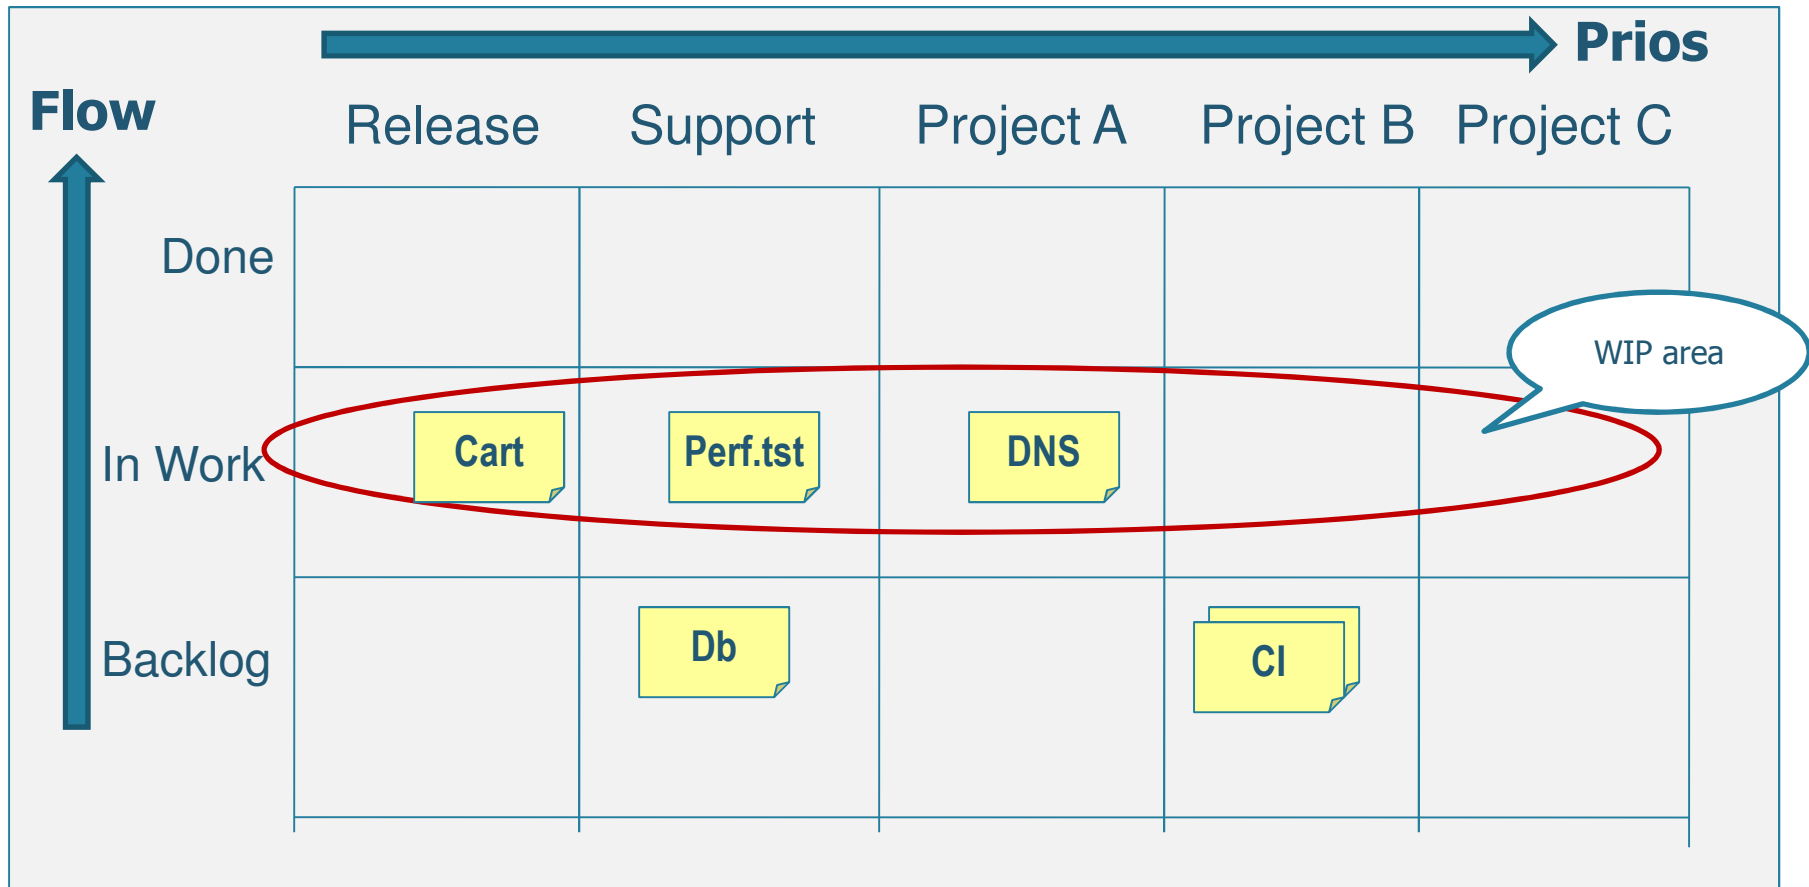 Prios
Flow
Release Support Project A Project B Project C
Done
WIP area
In Work Cart Perf.tst DNS
Backlog Db CI